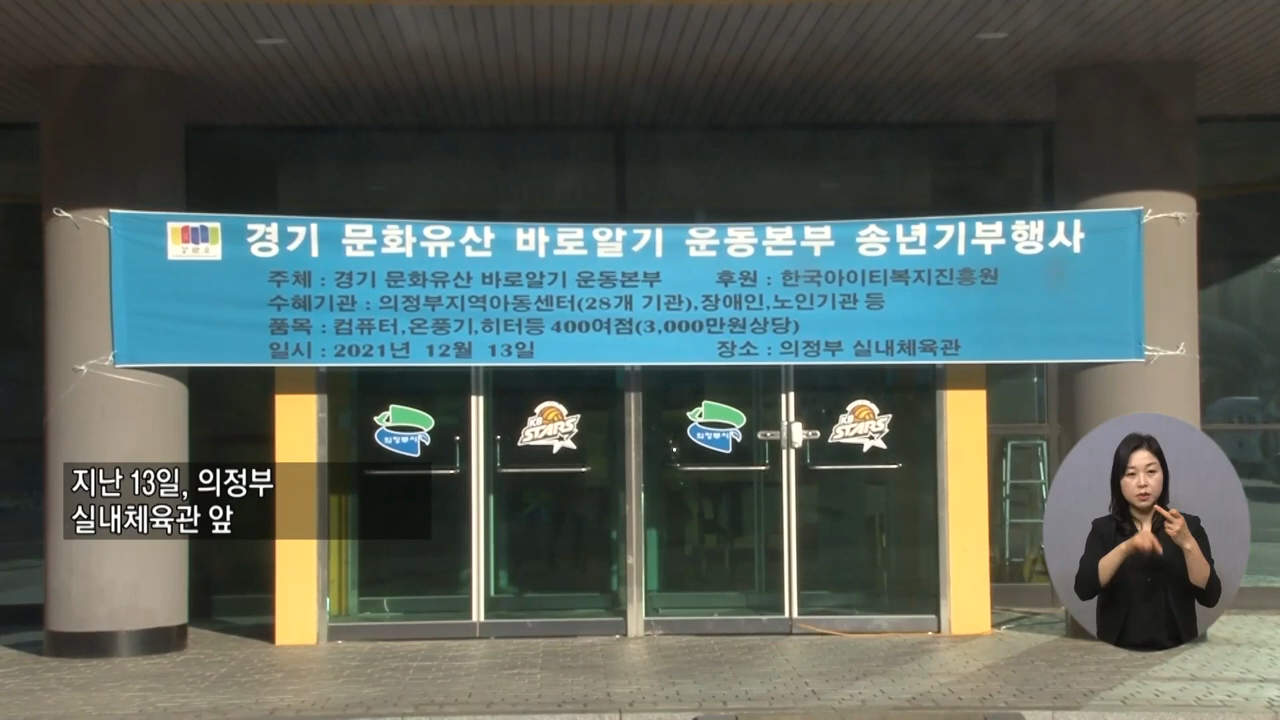 경기 문화유산 바로알기 운동본부 송년기부행사
주체 : 경기 문화유산 바로알기 운동본부 후원 : 한국아이티복지진흥원
수혜기관 : 의정부지역아동센터(28개 기관),장애인,노인기관 등
품목 : 컴퓨터,온풍기,히터등 400여점(3,000만원상당)
일시 : 2021년 12월 13일 장소 : 의정부 실내체육관
의정부시
KB STARS
의정부시
KB STARS
지난 13일, 의정부
실내체육관 앞